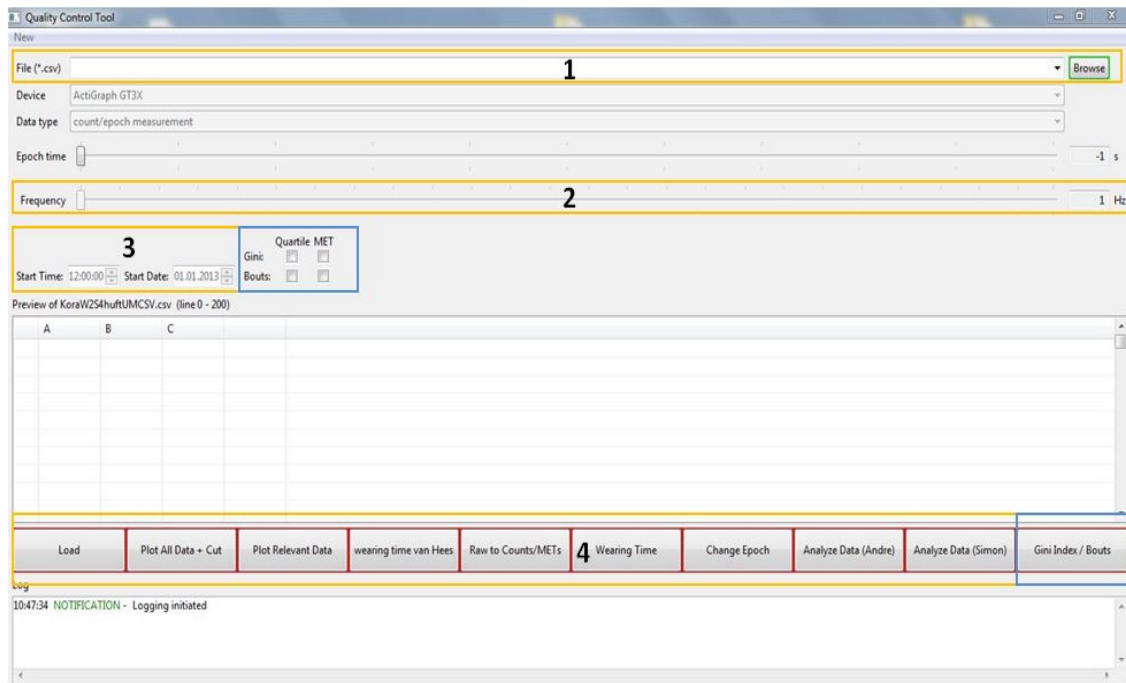 Quality Control Tool
New
File (*.csv) 1 Browse
Device ActiGraph GT3X
Data type count/epoch measurement
Epoch time -1 s
Frequency 2 1 Hz
3
Quartile MET
Gini:
Start Time: 12:00:00 Start Date: 01.01.2013 Bouts:
Preview of KoraW2S4huftUMCSV.csv (line 0 - 200)
A B C
Load Plot All Data + Cut Plot Relevant Data wearing time van Hees Raw to Counts/METs 4 Wearing Time Change Epoch Analyze Data (Andre) Analyze Data (Simon) Gini Index / Bouts
Log
10:47:34 NOTIFICATION - Logging initiated